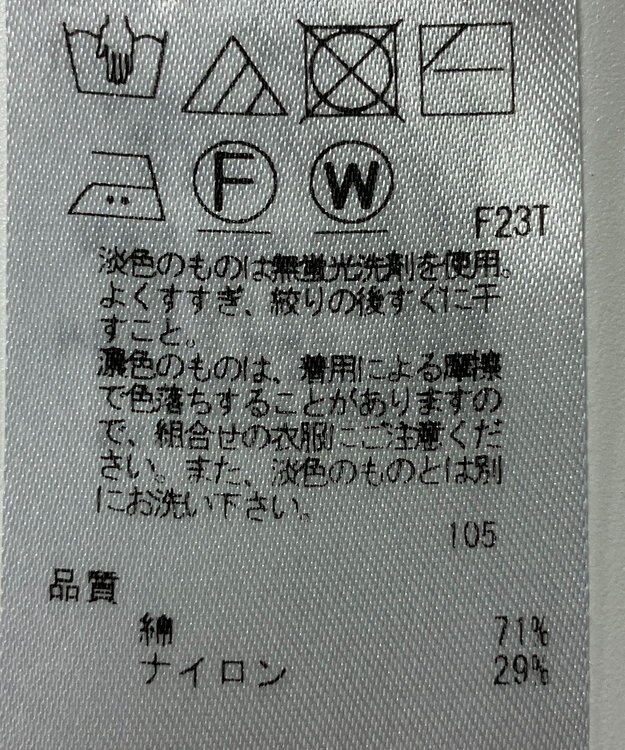 F
W
F23T
淡色のものは無蛍光洗剤を使用。
よくすすぎ、絞りの後すぐに干
すこと。
濃色のものは、着用による摩擦
で色落ちすることがありますの
で、組合せの衣服にご注意くだ
さい。また、淡色のものとは別
にお洗い下さい。
105
品質
綿 71%
ナイロン 29%